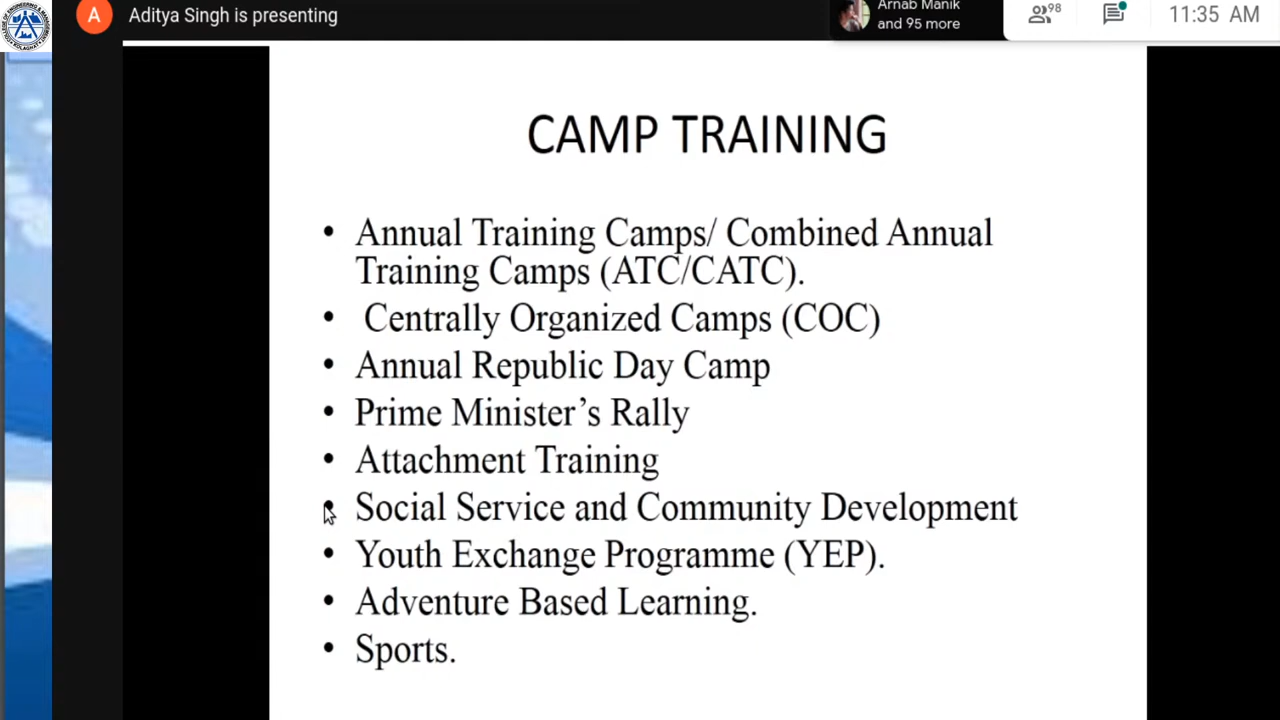 A
Aditya Singh is presenting
Arnab Manik
and 95 more
98
11:35 AM
CAMP TRAINING
• Annual Training Camps/ Combined Annual
Training Camps (ATC/CATC).
• Centrally Organized Camps (COC)
• Annual Republic Day Camp
• Prime Minister’s Rally
• Attachment Training
• Social Service and Community Development
• Youth Exchange Programme (YEP).
• Adventure Based Learning.
• Sports.